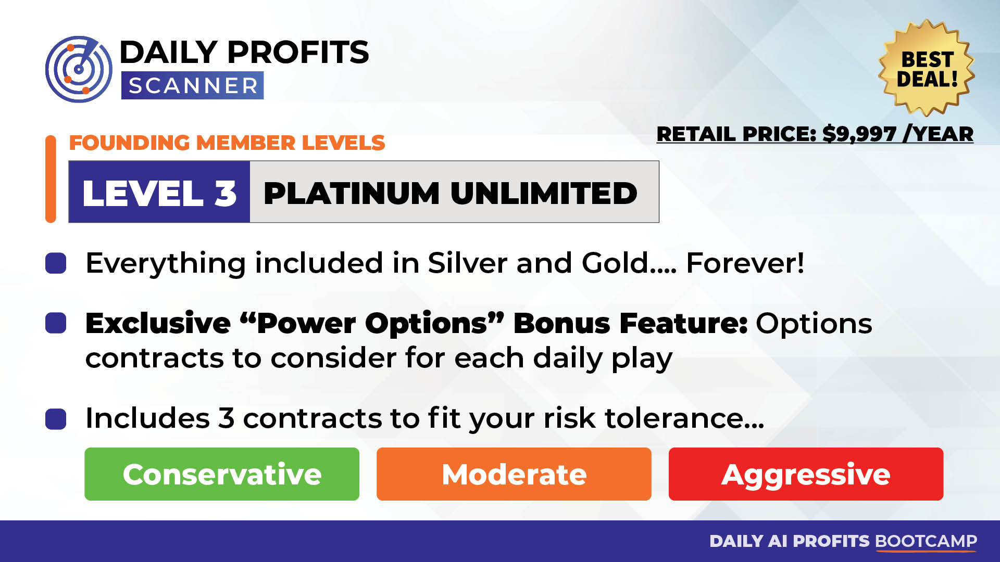 DAILY PROFITS
SCANNER
BEST
DEAL!
RETAIL PRICE: $9,997 /YEAR
FOUNDING MEMBER LEVELS
LEVEL 3 PLATINUM UNLIMITED
Everything included in Silver and Gold.... Forever!
Exclusive “Power Options” Bonus Feature: Options
contracts to consider for each daily play
Includes 3 contracts to fit your risk tolerance...
Conservative Moderate Aggressive
DAILY AI PROFITS BOOTCAMP